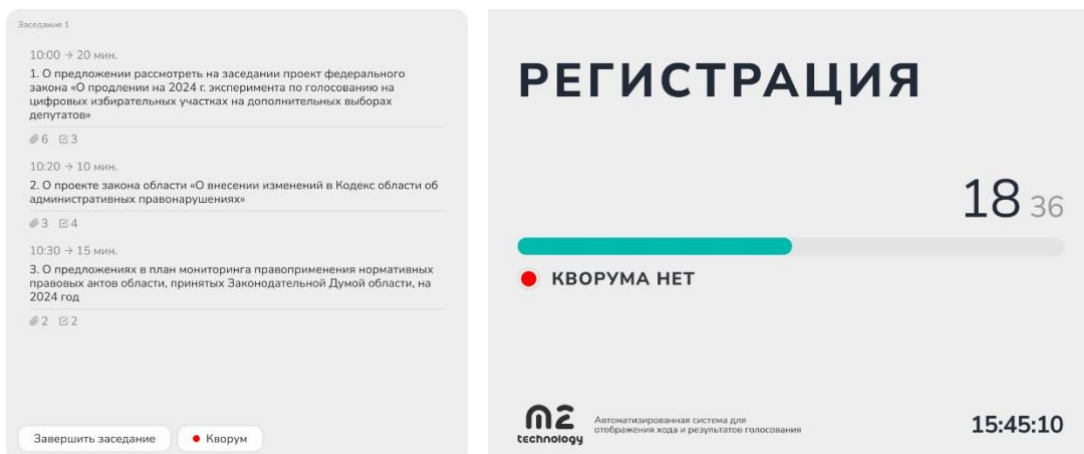 Заседание 1
10:00 → 20 мин.
1. О предложении рассмотреть на заседании проект федерального
закона «О продлении на 2024 г. эксперимента по голосованию на
цифровых избирательных участках на дополнительных выборах
депутатов»
6 3
10:20 → 10 мин.
2. О проекте закона области «О внесении изменений в Кодекс области об
административных правонарушениях»
3 4
10:30 → 15 мин.
3. О предложениях в план мониторинга правоприменения нормативных
правовых актов области, принятых Законодательной Думой области, на
2024 год
2 2
Завершить заседание Кворум
РЕГИСТРАЦИЯ
18 36
КВОРУМА НЕТ
m2
technology
Автоматизированная система для
отображения хода и результатов голосования
15:45:10